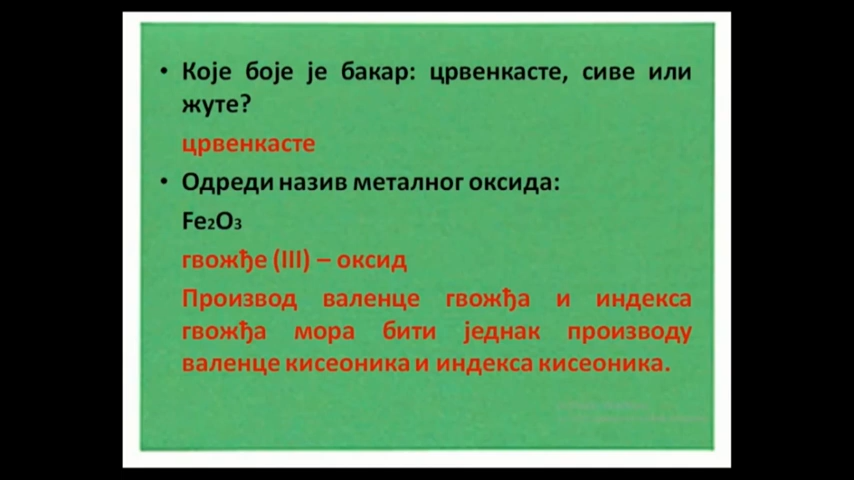 • Које боје је бакар: црвенкасте, сиве или
жуте?
црвенкасте
• Одреди назив металног оксида:
Fe₂O₃
гвожђе (III) – оксид
Производ валенце гвожђа и индекса
гвожђа мора бити једнак производу
валенце кисеоника и индекса кисеоника.